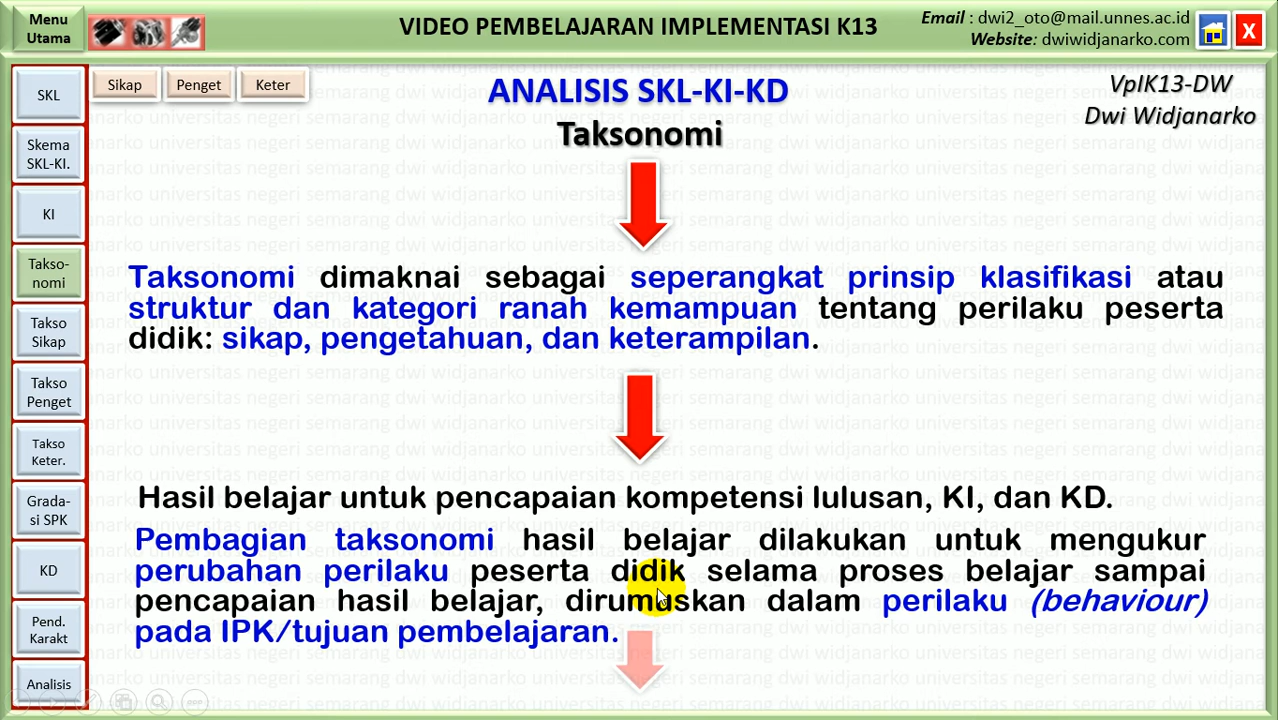 Menu
Utama
VIDEO PEMBELAJARAN IMPLEMENTASI K13
Email : dwi2_oto@mail.unnes.ac.id
Website: dwiwidjanarko.com
X
SKL
Skema
SKL-KI.
KI
Takso-
nomi
Takso
Sikap
Takso
Penget
Takso
Keter.
Grada-
si SPK
KD
Pend.
Karakt
Analisis
Sikap
Penget
Keter
ANALISIS SKL-KI-KD
Taksonomi
VpIK13-DW
Dwi Widjanarko
Taksonomi dimaknai sebagai seperangkat prinsip klasifikasi atau
struktur dan kategori ranah kemampuan tentang perilaku peserta
didik: sikap, pengetahuan, dan keterampilan.
Hasil belajar untuk pencapaian kompetensi lulusan, KI, dan KD.
Pembagian taksonomi hasil belajar dilakukan untuk mengukur
perubahan perilaku peserta didik selama proses belajar sampai
pencapaian hasil belajar, dirumuskan dalam perilaku (behaviour)
pada IPK/tujuan pembelajaran.